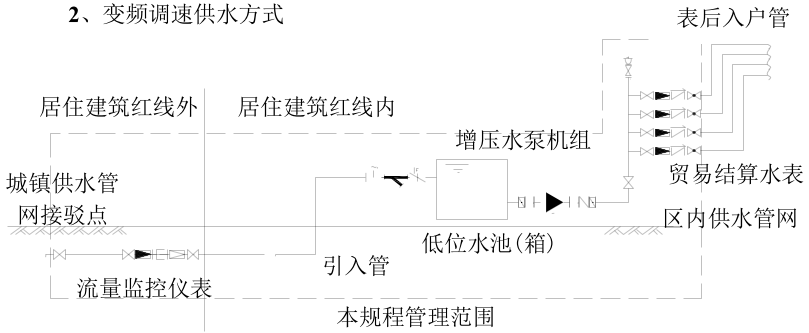 2、变频调速供水方式
表后入户管
居住建筑红线外
居住建筑红线内
增压水泵机组
城镇供水管
网接驳点
贸易结算水表
区内供水管网
低位水池(箱)
引入管
流量监控仪表
本规程管理范围